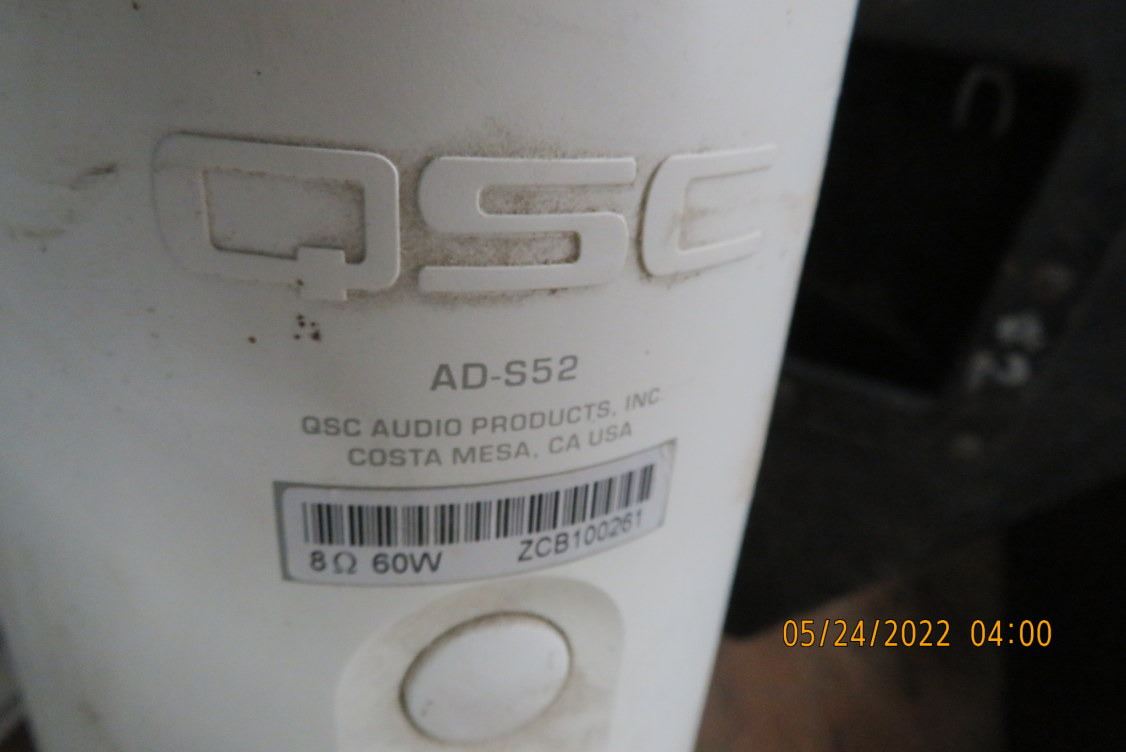 QSC
AD-S52
QSC AUDIO PRODUCTS, INC.
COSTA MESA, CA USA
8Ω 60W ZCB100261
05/24/2022 04:00